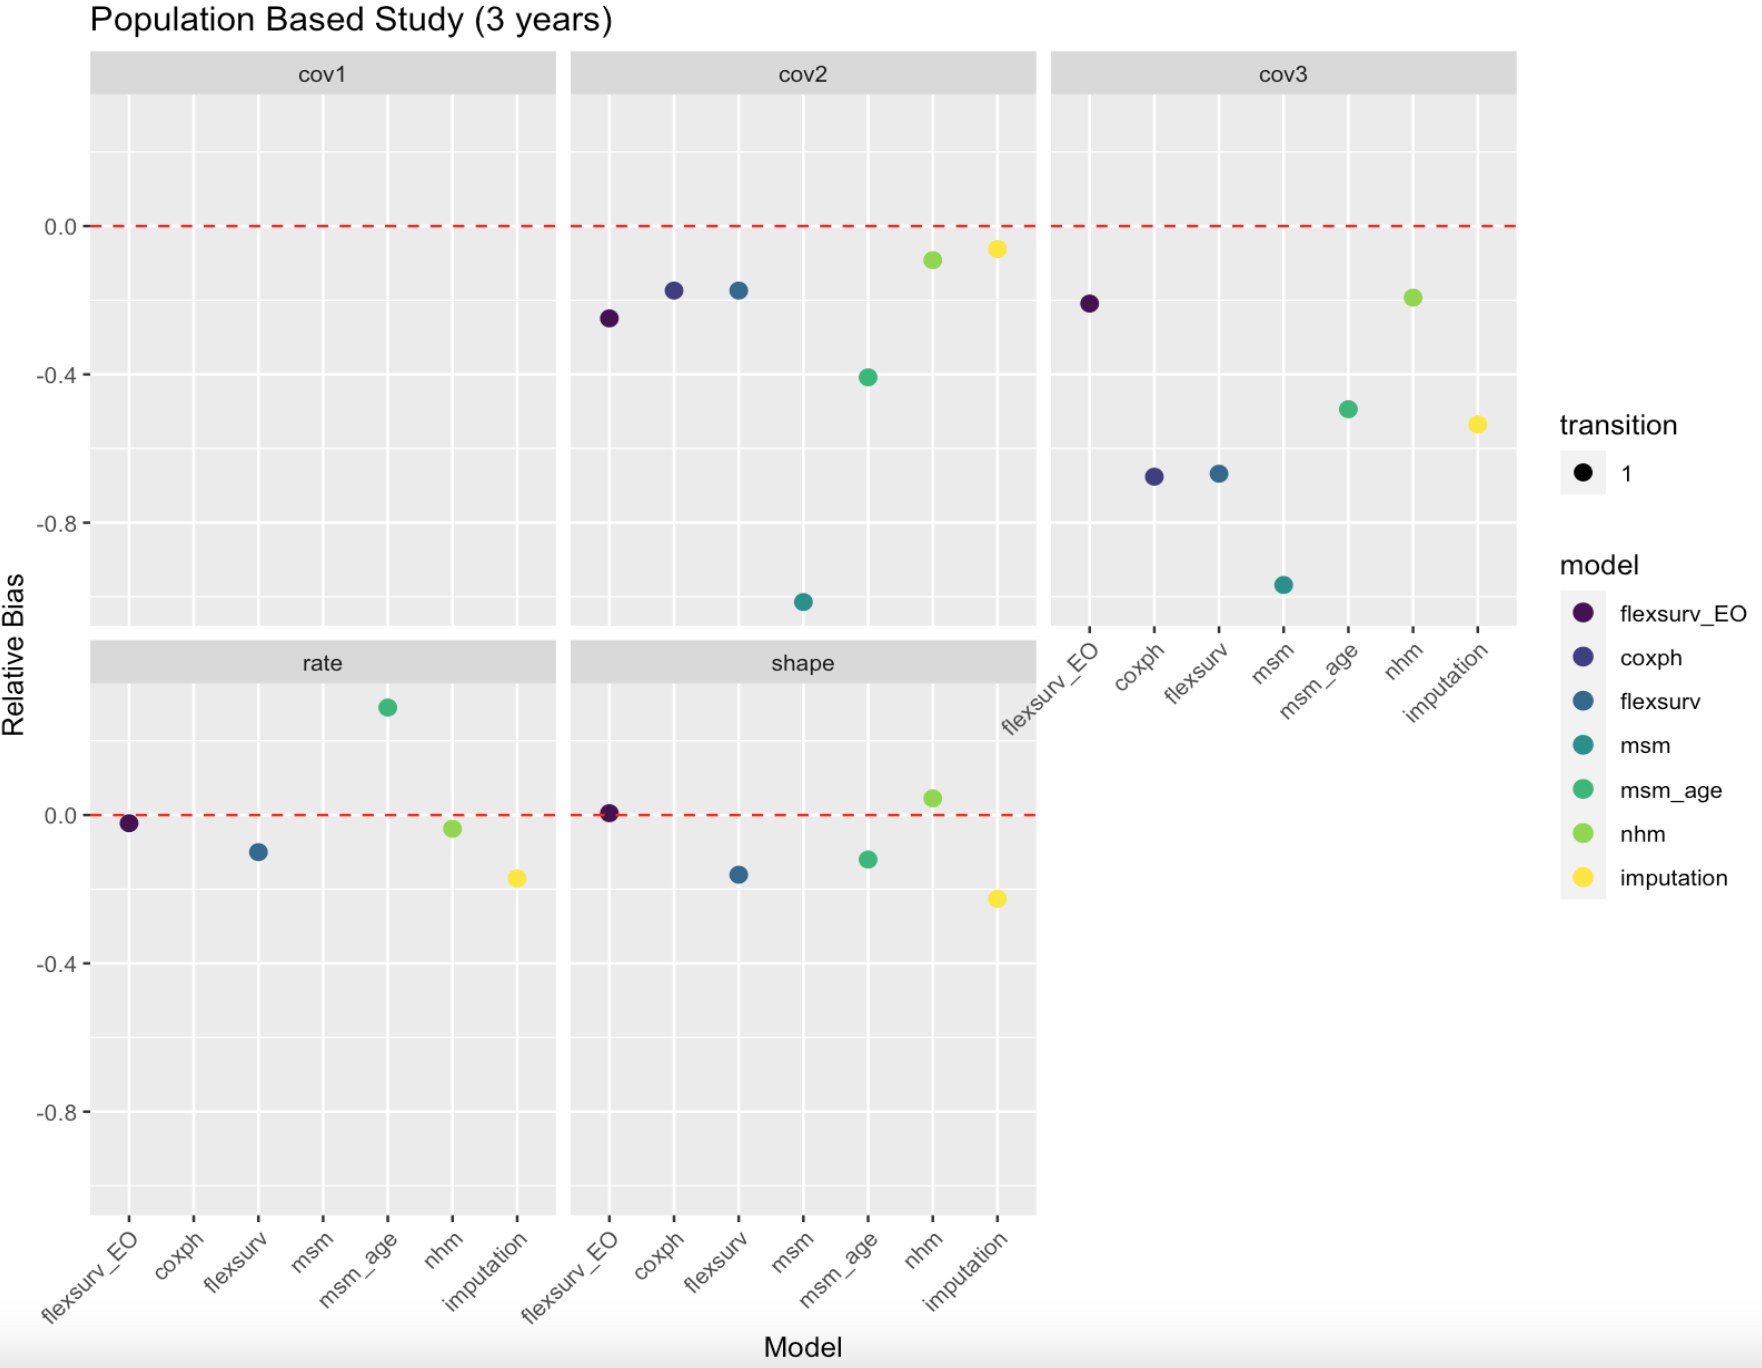 Population Based Study (3 years)
cov1
cov2
cov3
0.0
-0.4
-0.8
Relative Bias
flexsurv_EO
coxph
flexsurv
msm
msm_age
nhm
imputation
rate
shape
0.0
-0.4
-0.8
flexsurv_EO
coxph
flexsurv
msm
msm_age
nhm
imputation
flexsurv_EO
coxph
flexsurv
msm
msm_age
nhm
imputation
Model
transition
1
model
flexsurv_EO
coxph
flexsurv
msm
msm_age
nhm
imputation